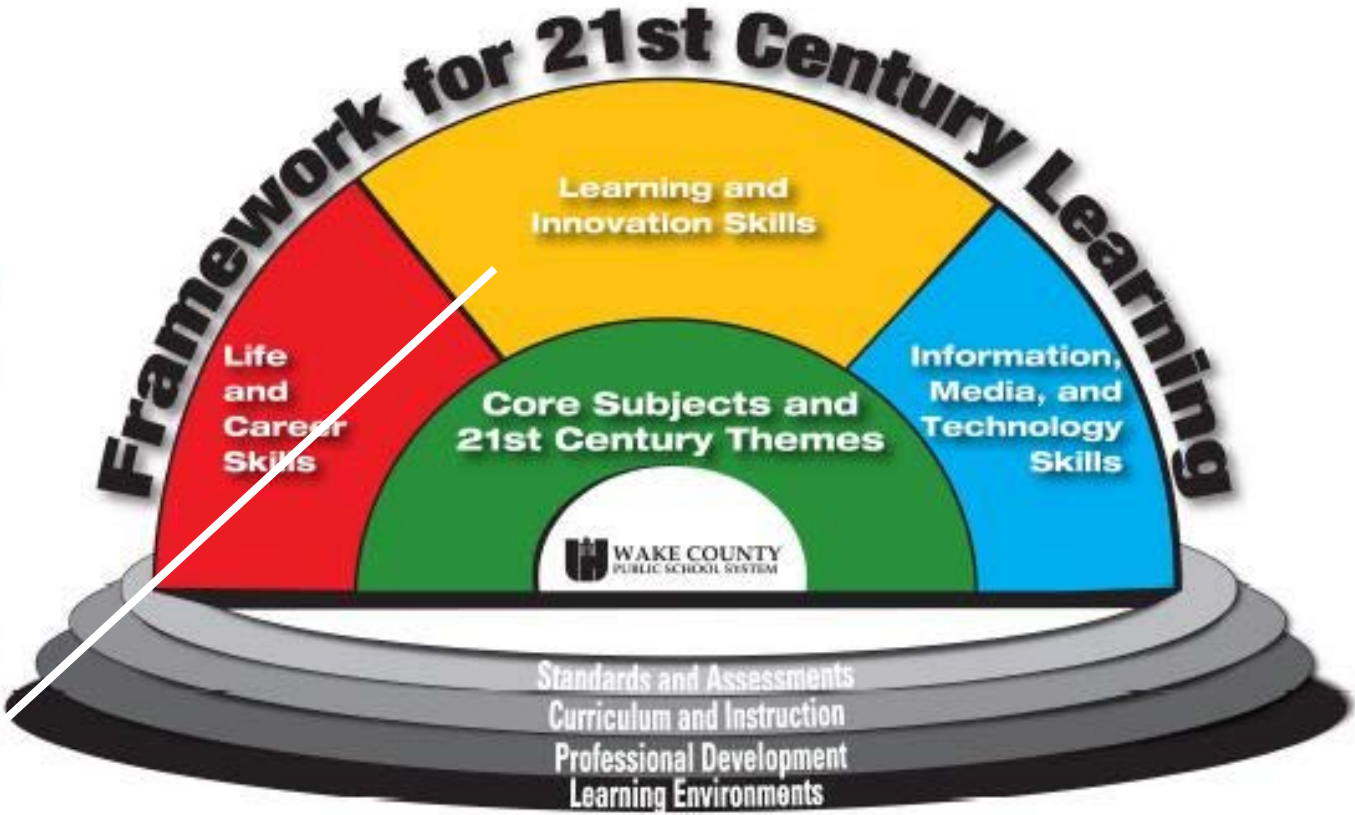 Framework for 21st Century Learning
Learning and
Innovation Skills
Life
and
Career
Skills
Core Subjects and
21st Century Themes
Information,
Media, and
Technology
Skills
WAKE COUNTY
PUBLIC SCHOOL SYSTEM
Standards and Assessments
Curriculum and Instruction
Professional Development
Learning Environments